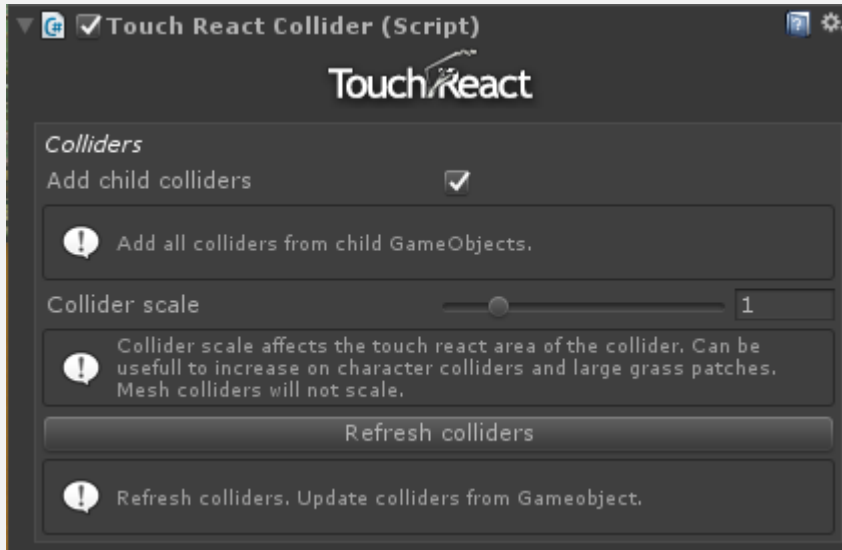 Touch React Collider (Script)
TouchReact
Colliders
Add child colliders
Add all colliders from child GameObjects.
Collider scale 1
Collider scale affects the touch react area of the collider. Can be
usefull to increase on character colliders and large grass patches.
Mesh colliders will not scale.
Refresh colliders
Refresh colliders. Update colliders from Gameobject.